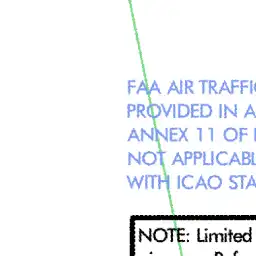 FAA AIR TRAFFI
PROVIDED IN A
ANNEX 11 OF
NOT APPLICABL
WITH ICAO STA
NOTE: Limited